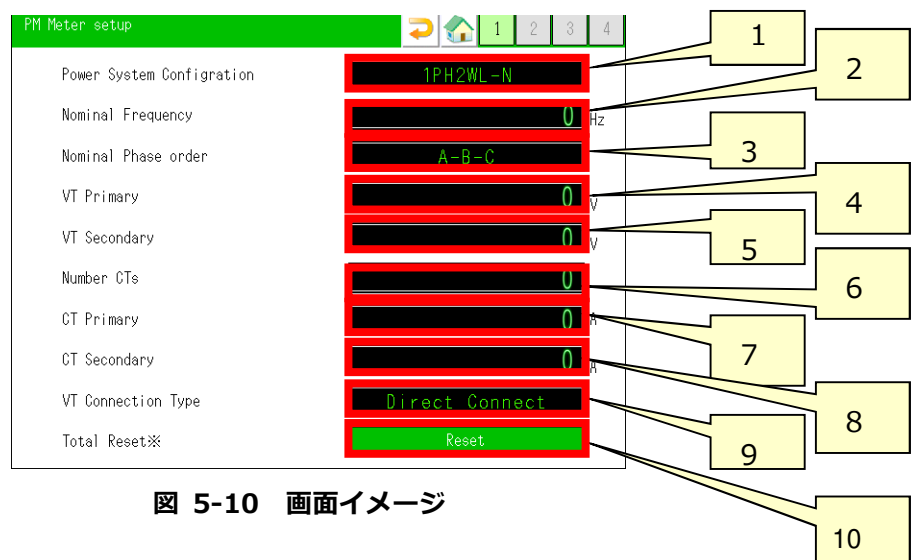 PM Meter setup 1 2 3 4
Power System Configration 1PH2WL-N
Nominal Frequency 0 Hz
Nominal Phase order A-B-C
VT Primary 0 V
VT Secondary 0 V
Number CTs 0
CT Primary 0 A
CT Secondary 0 A
VT Connection Type Direct Connect
Total Reset※ Reset
1
2
3
4
5
6
7
8
9
10
図 5-10 画面イメージ